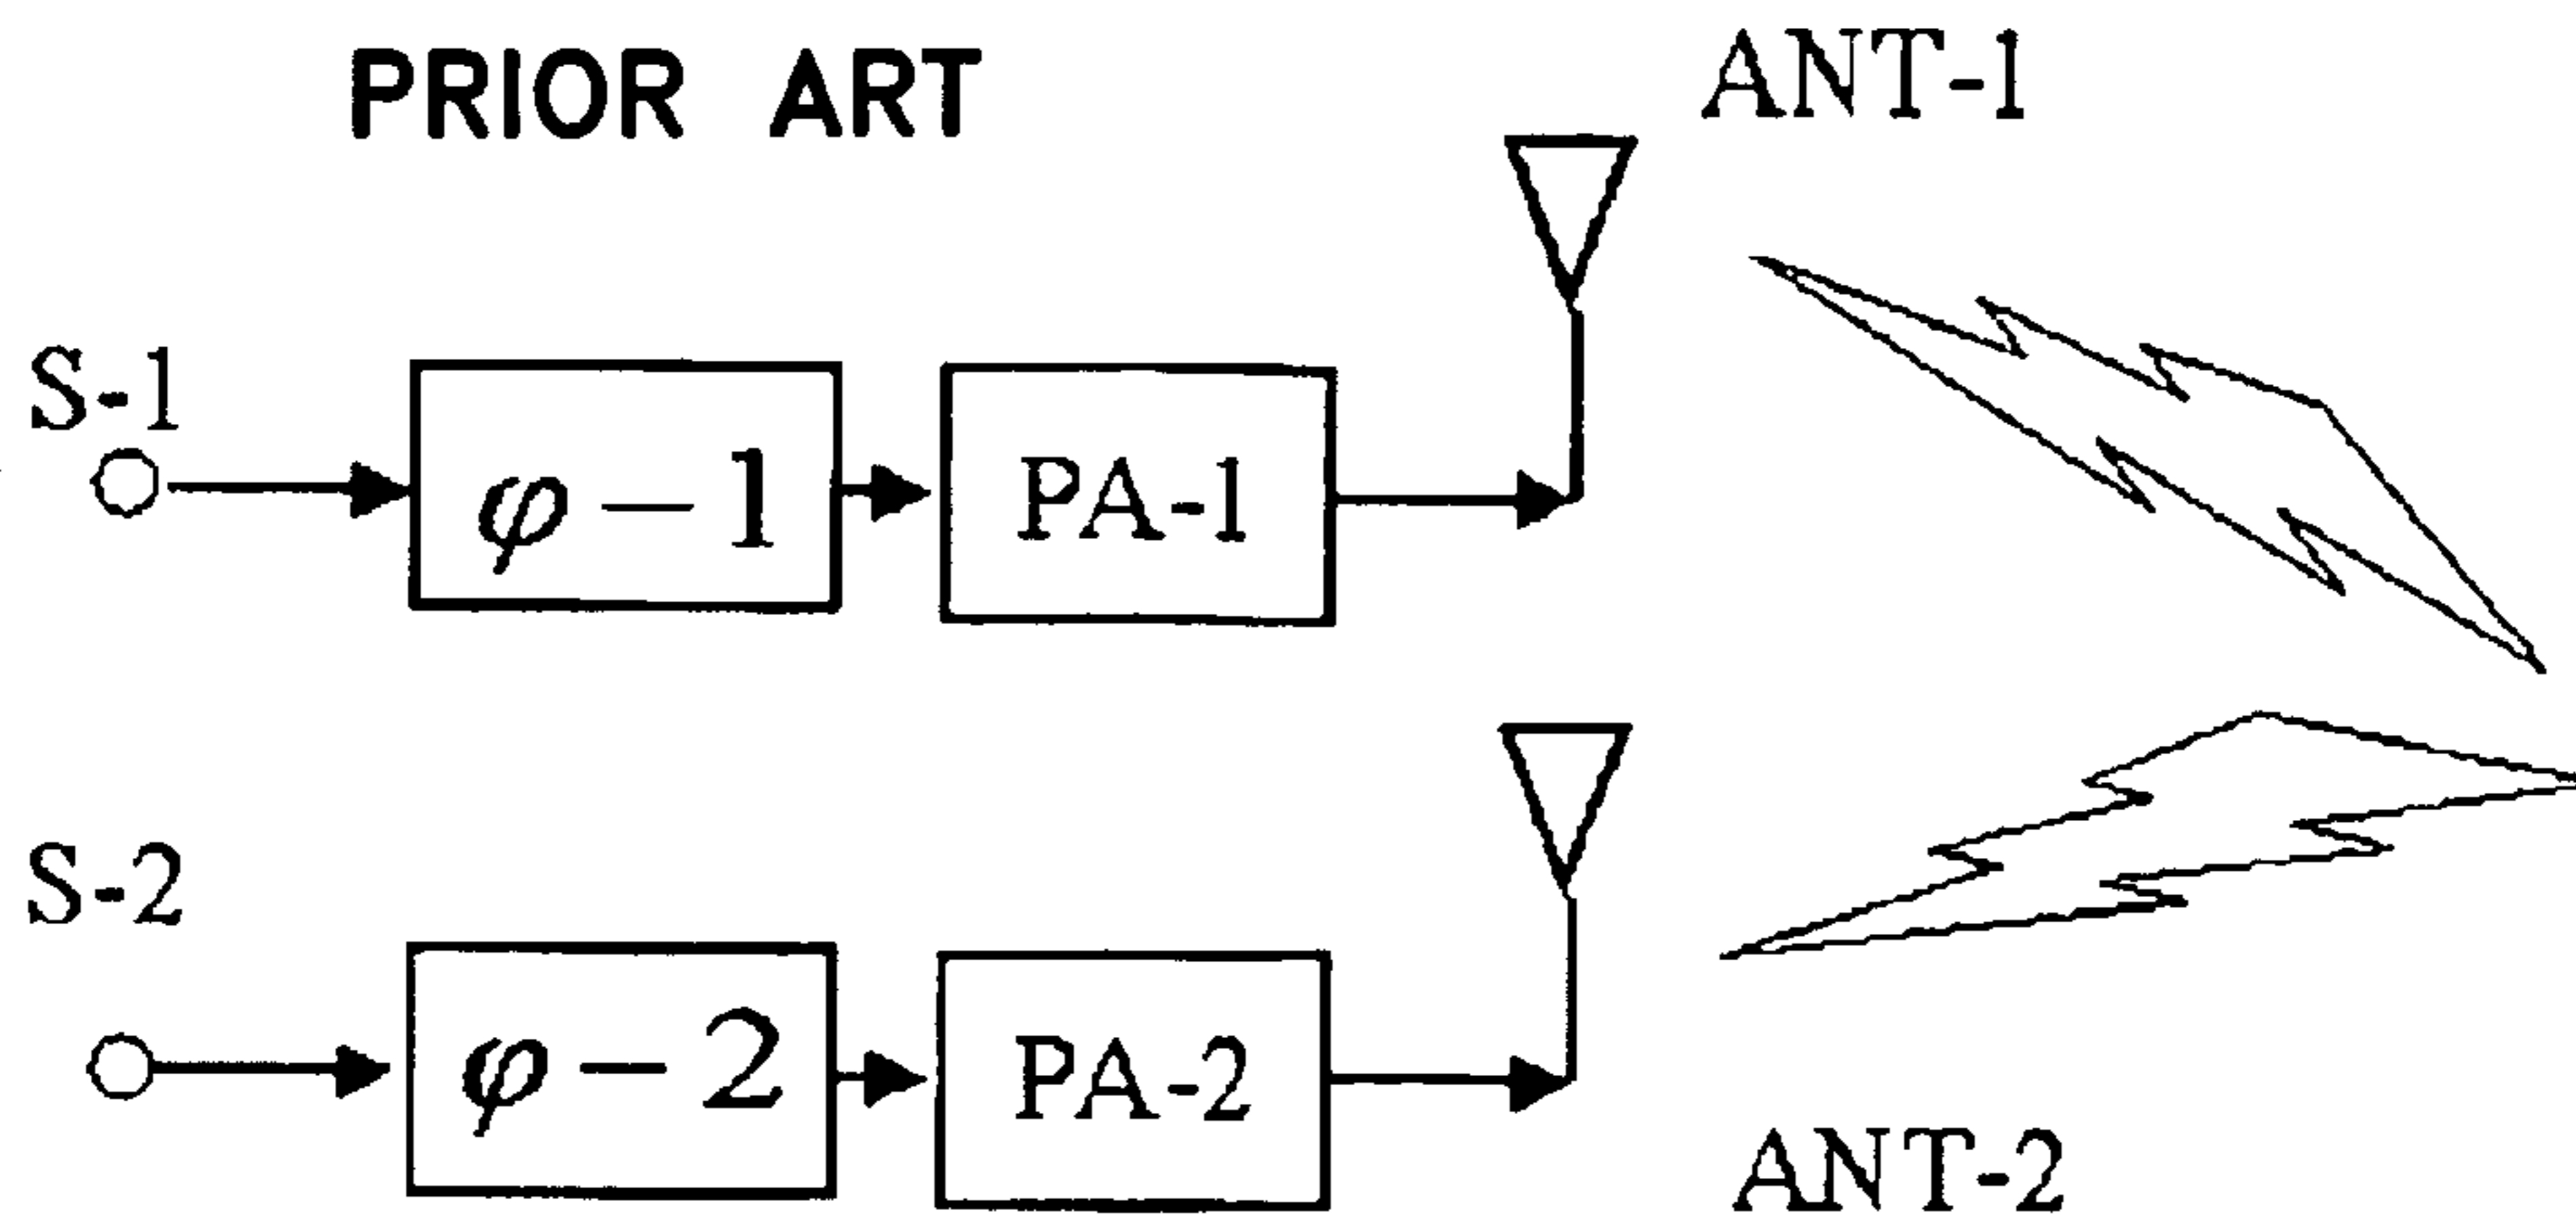 PRIOR ART
ANT-1
S-1
φ – 1
PA-1
S-2
φ – 2
PA-2
ANT-2